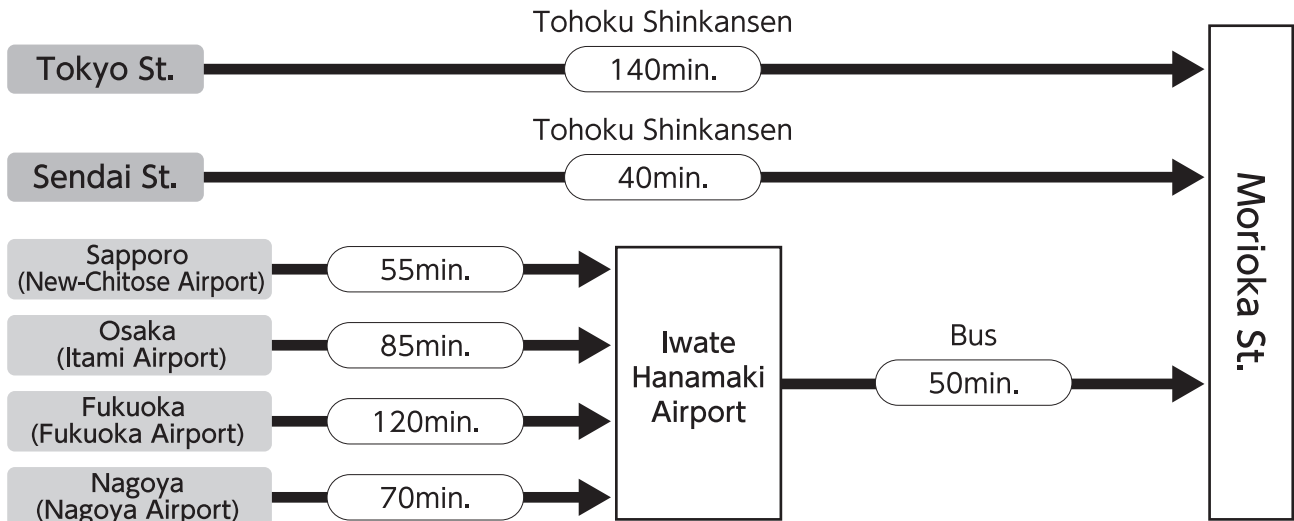 Tohoku Shinkansen
Tokyo St.
140min.
Tohoku Shinkansen
Sendai St.
40min.
Morioka St.
Sapporo
(New-Chitose Airport)
55min.
Osaka
(Itami Airport)
85min.
Fukuoka
(Fukuoka Airport)
120min.
Nagoya
(Nagoya Airport)
70min.
Iwate
Hanamaki
Airport
Bus
50min.